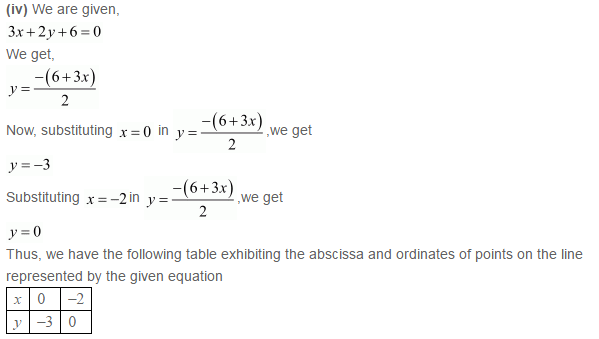 (iv) We are given,
3x+2y+6=0
We get,
y = −(6+3x)/2
Now, substituting x=0 in y = −(6+3x)/2 ,we get
y=−3
Substituting x=−2 in y = −(6+3x)/2 ,we get
y=0
Thus, we have the following table exhibiting the abscissa and ordinates of points on the line
represented by the given equation
x 0 −2
y −3 0